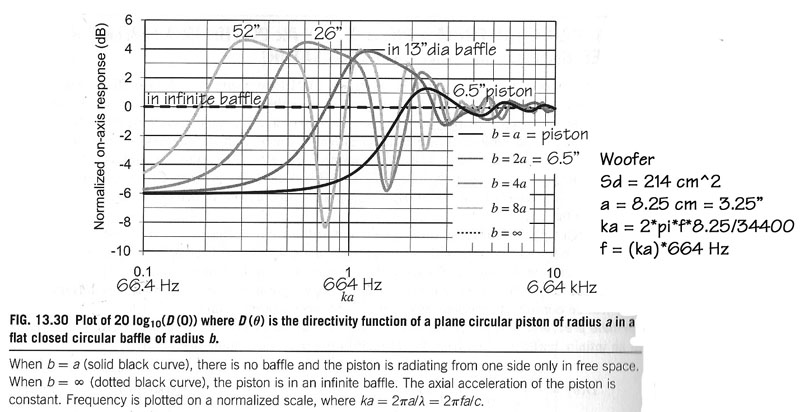 Normalized on-axis response (dB)
6
4
2
0
-2
-4
-6
-8
-10
52"
26"
in 13"dia baffle
in infinite baffle
6.5"piston
b = a = piston
b = 2a = 6.5"
b = 4a
b = 8a
b = ∞
0.1
1
10
66.4 Hz
664 Hz
6.64 kHz
ka
Woofer
Sd = 214 cm^2
a = 8.25 cm = 3.25"
ka = 2*pi*f*8.25/34400
f = (ka)*664 Hz
FIG. 13.30 Plot of 20 log10(D(0)) where D(θ) is the directivity function of a plane circular piston of radius a in a
flat closed circular baffle of radius b.
When b = a (solid black curve), there is no baffle and the piston is radiating from one side only in free space.
When b = ∞ (dotted black curve), the piston is in an infinite baffle. The axial acceleration of the piston is
constant. Frequency is plotted on a normalized scale, where ka = 2πa/λ = 2πfa/c.